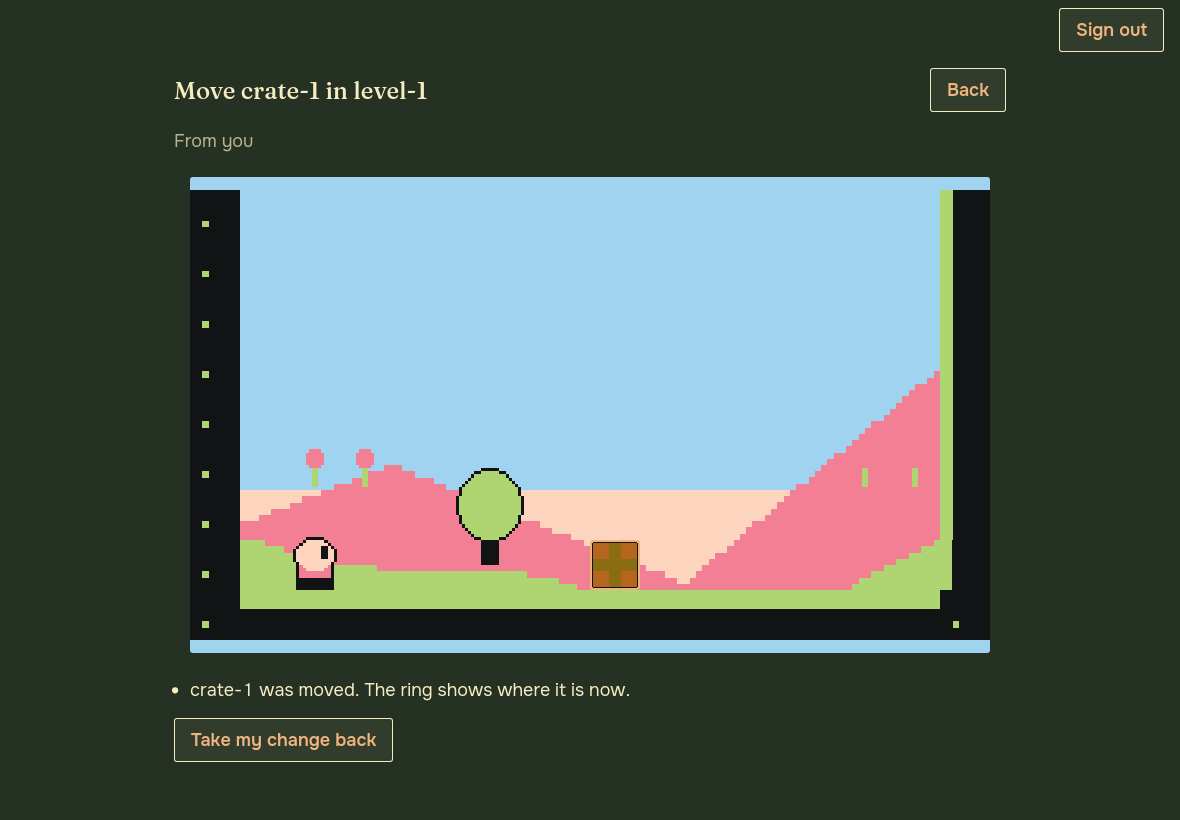 Sign out
Move crate-1 in level-1
Back
From you
crate-1 was moved. The ring shows where it is now.
Take my change back